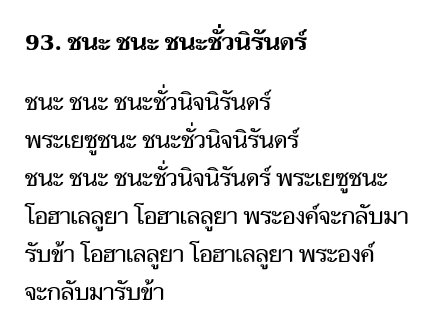 93. ชนะ ชนะ ชนะชั่วนิรันดร์
ชนะ ชนะ ชนะชั่วนิจนิรันดร์
พระเยซูชนะ ชนะชั่วนิจนิรันดร์
ชนะ ชนะ ชนะชั่วนิจนิรันดร์ พระเยซูชนะ
โอฮาเลลูยา โอฮาเลลูยา พระองค์จะกลับมา
รับข้า โอฮาเลลูยา โอฮาเลลูยา พระองค์
จะกลับมารับข้า